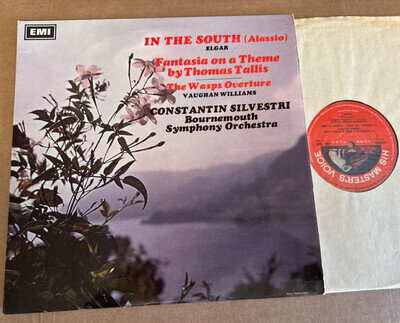 EMI
IN THE SOUTH (Alassio)
ELGAR
Fantasia on a Theme
by Thomas Tallis
The Wasps Overture
VAUGHAN WILLIAMS
CONSTANTIN SILVESTRI
Bournemouth
Symphony Orchestra
HIS MASTER'S VOICE